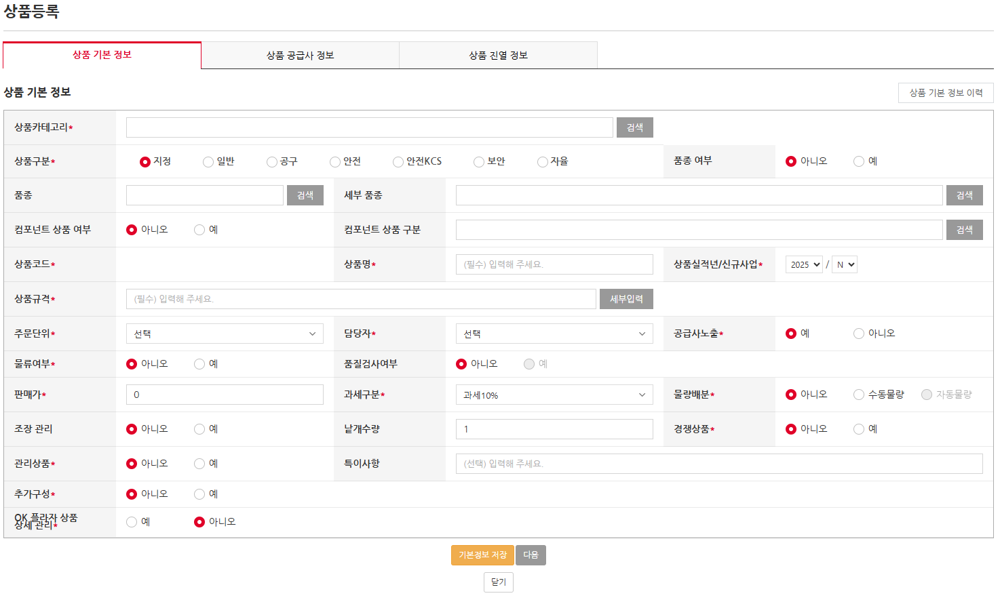 상품등록
상품 기본 정보 상품 공급사 정보 상품 진열 정보
상품 기본 정보 상품 기본 정보 이력
상품카테고리* 검색
상품구분* 지정 일반 공구 안전 안전KCS 보안 자율 품종 여부 아니오 예
품종 검색 세부 품종 검색
컴포넌트 상품 여부 아니오 예 컴포넌트 상품 구분 검색
상품코드* 상품명* (필수) 입력해 주세요. 상품실적년/신규사업* 2025 / N
상품규격* (필수) 입력해 주세요. 세부입력
주문단위* 선택 담당자* 선택 공급사노출* 예 아니오
물류여부* 아니오 예 품질검사여부 아니오 예
판매가* 0 과세구분* 과세10% 물량배분* 아니오 수동물량 자동물량
조장 관리 아니오 예 낱개수량 1 경쟁상품* 아니오 예
관리상품* 아니오 예 특이사항 (선택) 입력해 주세요.
추가구성* 아니오 예
OK 플라자 상품
상세 관리* 예 아니오
기본정보 저장 다음
닫기